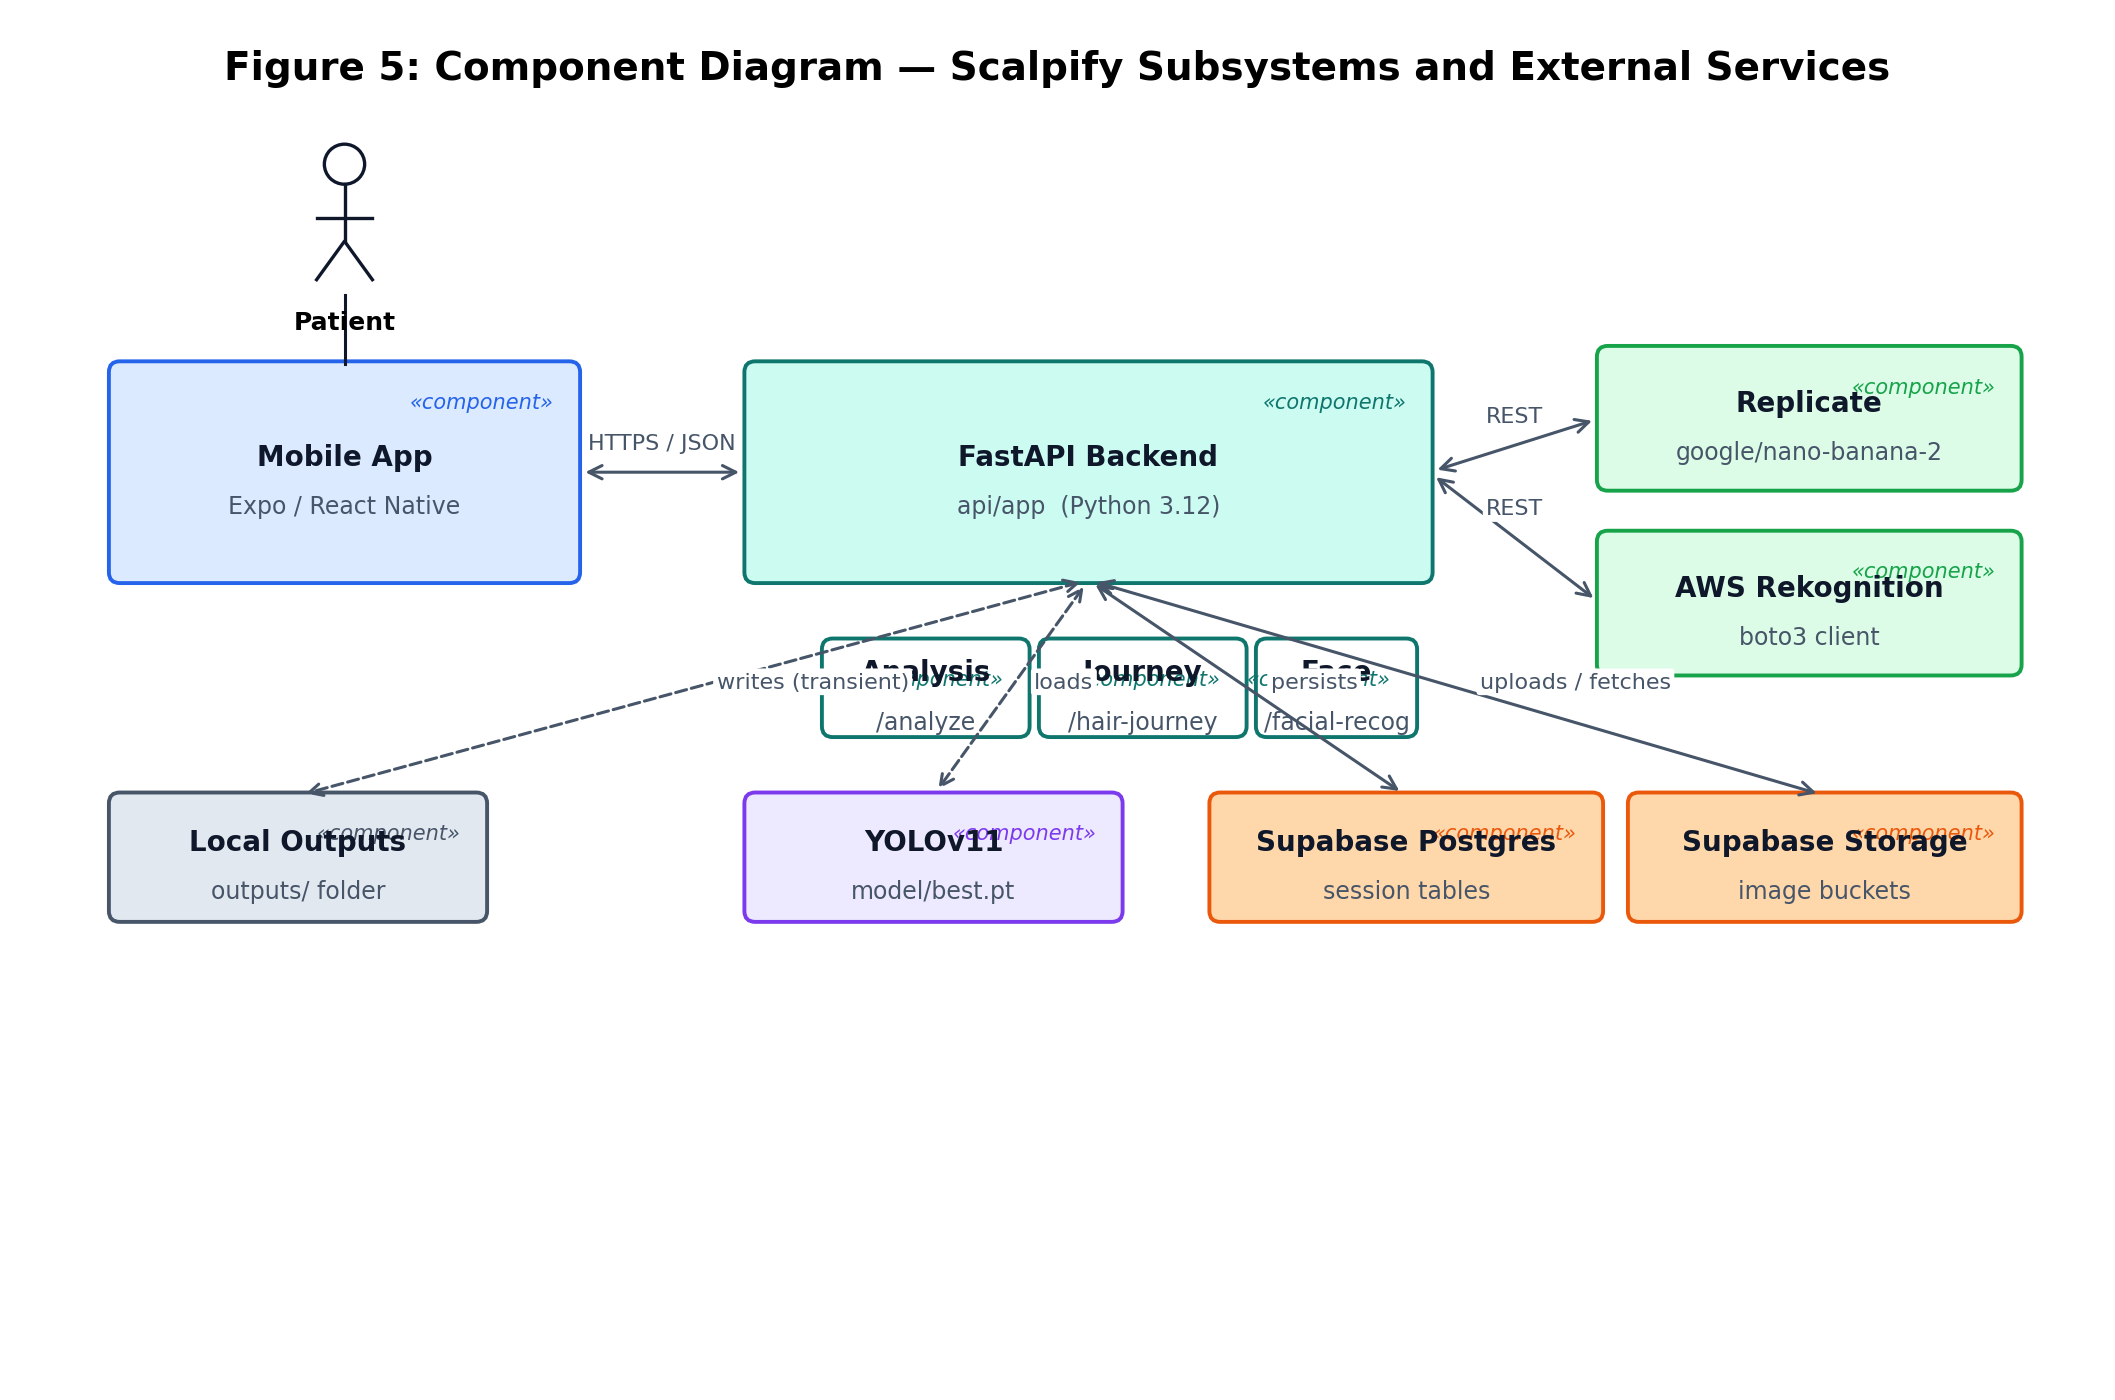 Figure 5: Component Diagram — Scalpify Subsystems and External Services
Patient
«component»
Mobile App
Expo / React Native
HTTPS / JSON
«component»
FastAPI Backend
api/app (Python 3.12)
REST
REST
«component»
Replicate
google/nano-banana-2
«component»
AWS Rekognition
boto3 client
Analysis
/analyze
Journey
/hair-journey
Face
/facial-recog
writes (transient)
loads
persists
uploads / fetches
«component»
Local Outputs
outputs/ folder
«component»
YOLOv11
model/best.pt
«component»
Supabase Postgres
session tables
«component»
Supabase Storage
image buckets